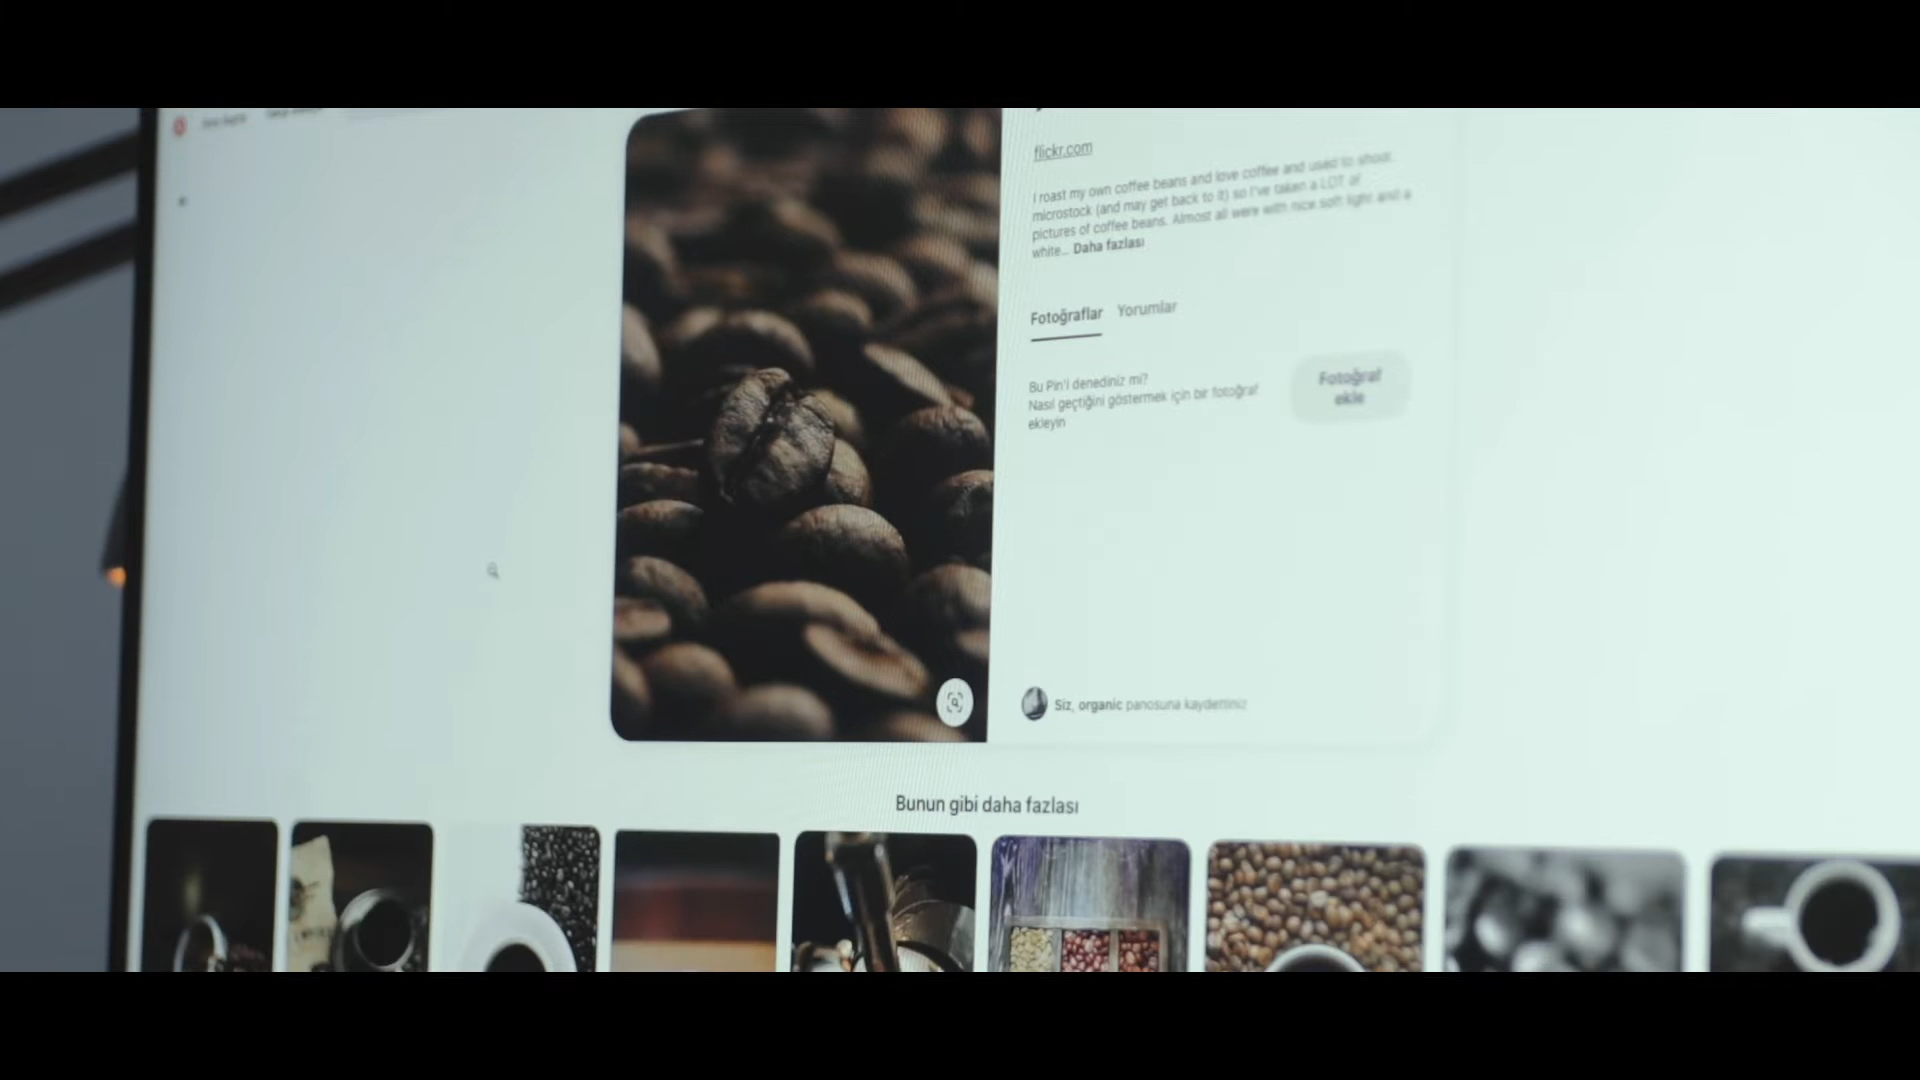 flickr.com
I roast my own coffee beans and love coffee and used to shoot
microstock (and may get back to it) so I've taken a LOT of
pictures of coffee beans. Almost all were with nice soft light and a
white... Daha fazlası
Fotoğraflar Yorumlar
Bu Pin'i denediniz mi?
Nasıl geçtiğini göstermek için bir fotoğraf
ekleyin
Fotoğraf
ekle
Siz, organic panosuna kaydettiniz
Bunun gibi daha fazlası